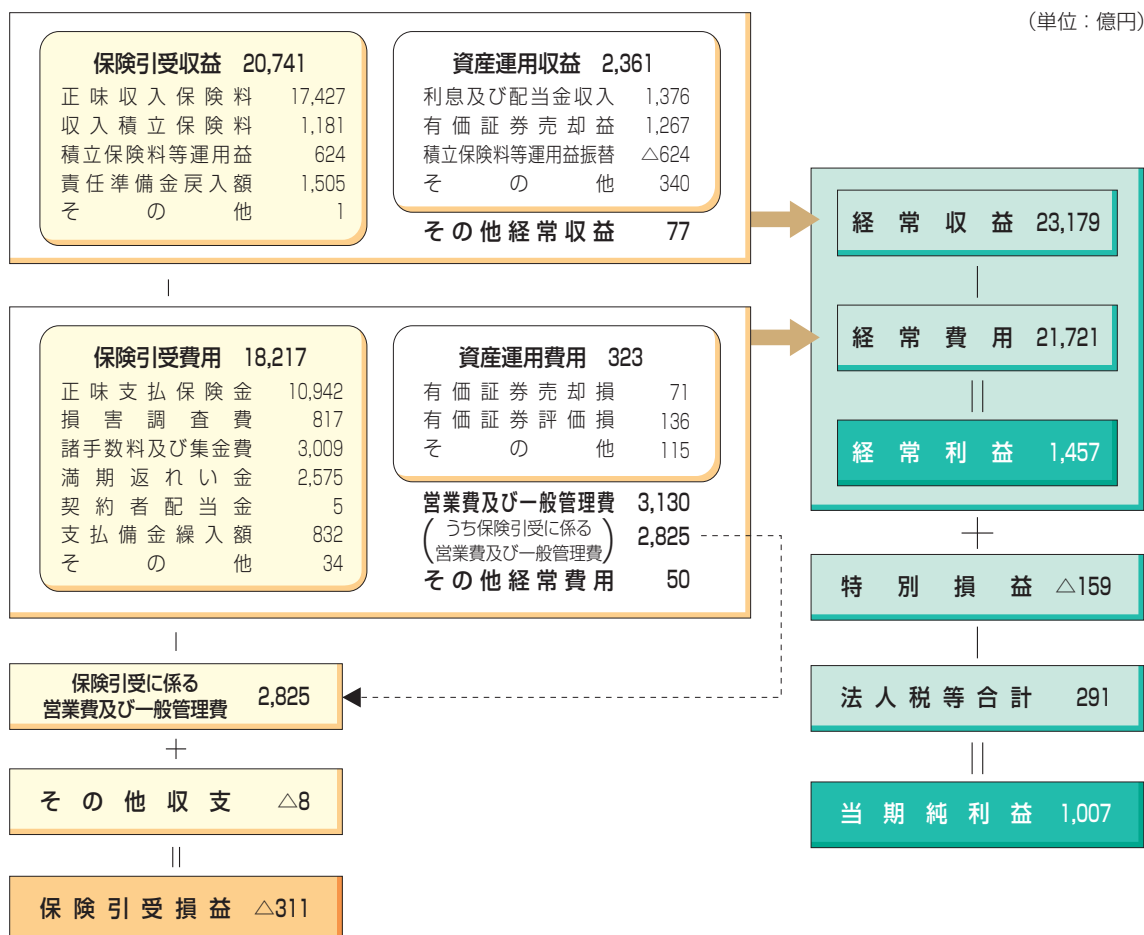 (単位：億円)
保険引受収益 20,741
正味収入保険料 17,427
収入積立保険料 1,181
積立保険料等運用益 624
責任準備金戻入額 1,505
その他 1
資産運用収益 2,361
利息及び配当金収入 1,376
有価証券売却益 1,267
積立保険料等運用益振替 △624
その他 340
その他経常収益 77
保険引受費用 18,217
正味支払保険金 10,942
損害調査費 817
諸手数料及び集金費 3,009
満期返れい金 2,575
契約者配当金 5
支払備金繰入額 832
その他 34
資産運用費用 323
有価証券売却損 71
有価証券評価損 136
その他 115
営業費及び一般管理費 3,130
(うち保険引受に係る
営業費及び一般管理費) 2,825
その他経常費用 50
保険引受に係る
営業費及び一般管理費 2,825
＋
その他収支 △8
||
保険引受損益 △311
経常収益 23,179
｜
経常費用 21,721
||
経常利益 1,457
＋
特別損益 △159
｜
法人税等合計 291
||
当期純利益 1,007